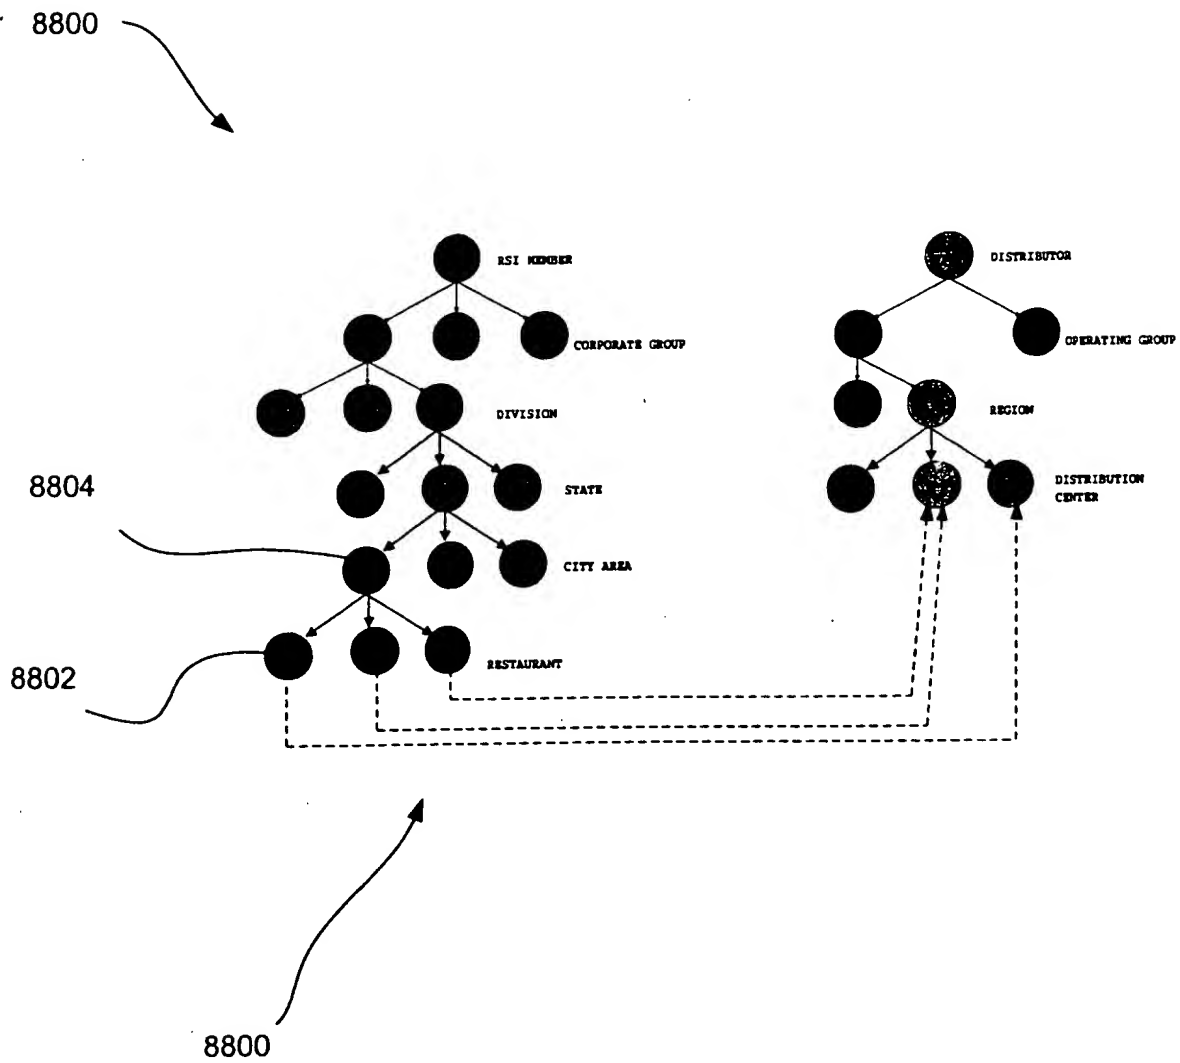 8800
RSI MEMBER
DISTRIBUTOR
CORPORATE GROUP
OPERATING GROUP
DIVISION
REGION
8804
STATE
DISTRIBUTION
CENTER
CITY AREA
8802
RESTAURANT
8800